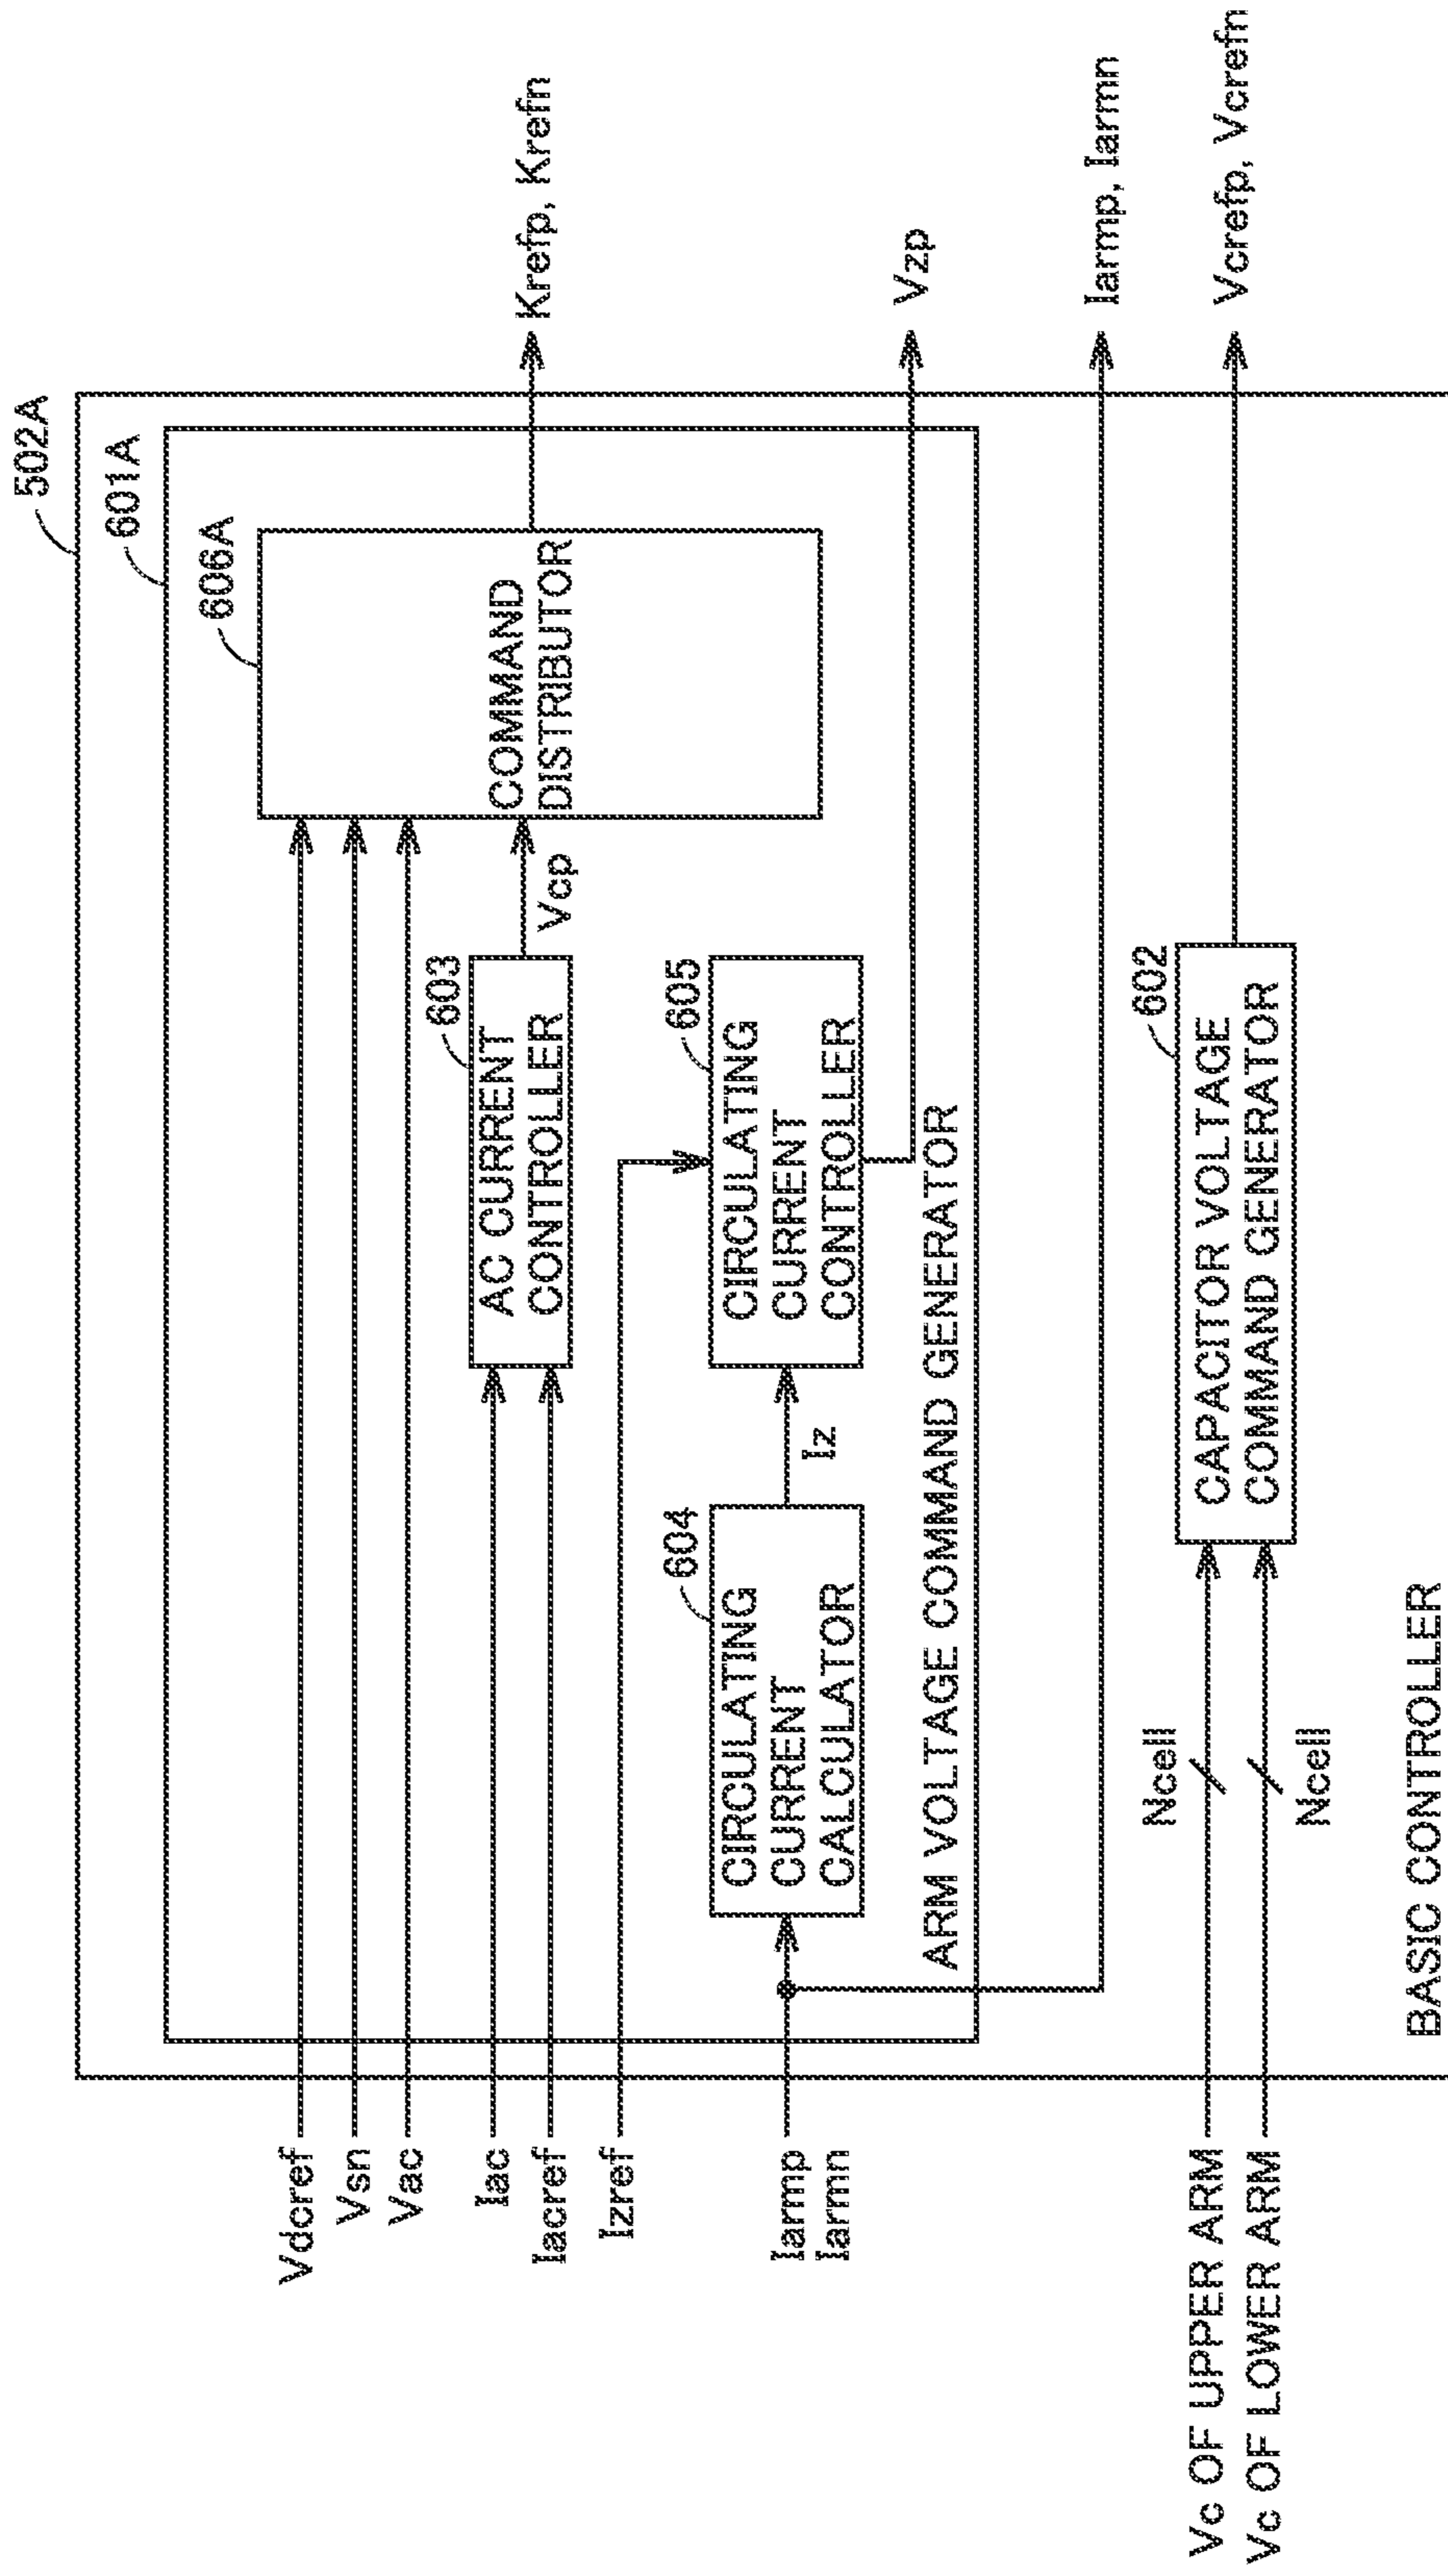 502A
601A
606A
Vdcref
Vsn
Vac
COMMAND
DISTRIBUTOR
Krefp, Krefn
603
Iac
Iacref
AC CURRENT
CONTROLLER
Vcp
Izref
604
605
Iarmp
Iarmn
CIRCULATING
CURRENT
CALCULATOR
Iz
CIRCULATING
CURRENT
CONTROLLER
Vzp
ARM VOLTAGE COMMAND GENERATOR
Iarmp, Iarmn
602
Ncell
Vc OF UPPER ARM
Vc OF LOWER ARM
Ncell
CAPACITOR VOLTAGE
COMMAND GENERATOR
Vcrefp, Vcrefn
BASIC CONTROLLER